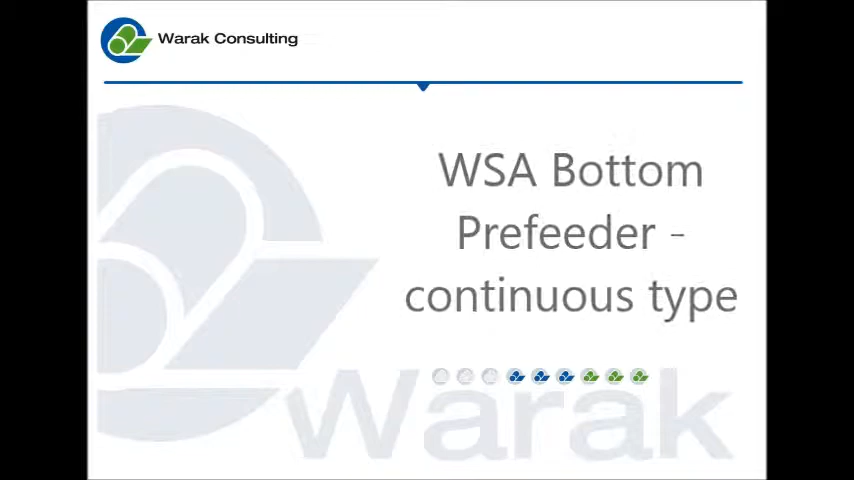 Warak Consulting
WSA Bottom
Prefeeder -
continuous type
Warak